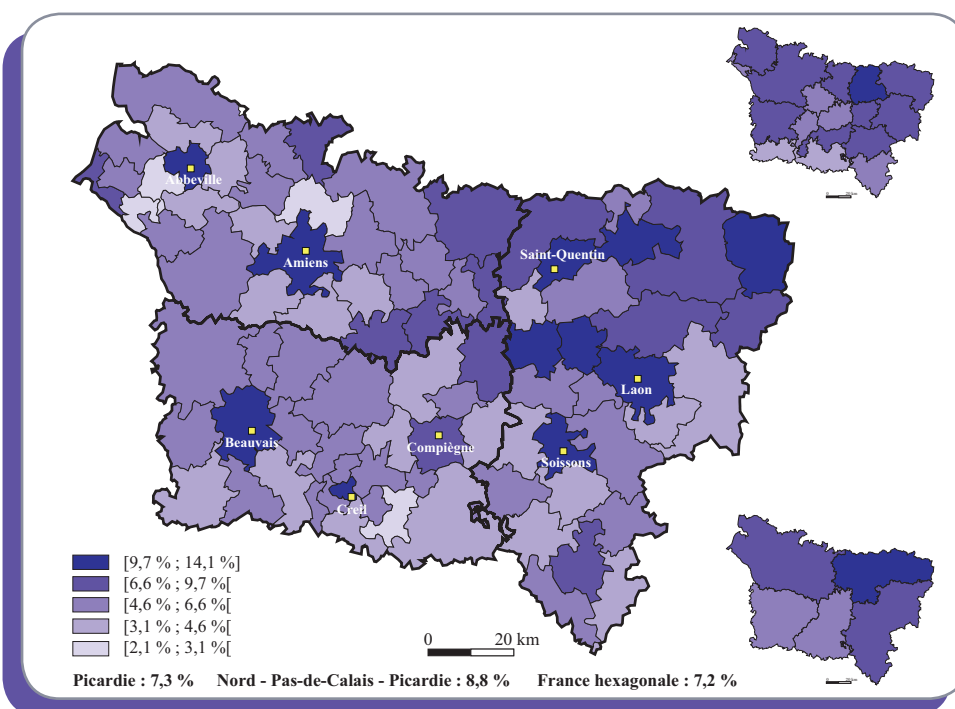 Abbeville
Amiens
Saint-Quentin
Laon
Beauvais
Compiègne
Soissons
Creil
[9,7 % ; 14,1 %]
[6,6 % ; 9,7 %[
[4,6 % ; 6,6 %[
[3,1 % ; 4,6 %[
[2,1 % ; 3,1 %[
0 20 km
Picardie : 7,3 % Nord - Pas-de-Calais - Picardie : 8,8 % France hexagonale : 7,2 %